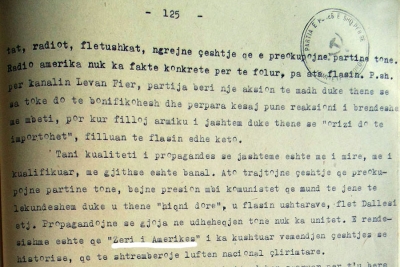 - 125 -
tat, radiot, fletushkat, ngrejne çeshtje qe e preokupojne partine tone.
Radio amerika nuk ka fakte konkrete per te folur, pa ata flasin. P.sh.
per kanalin Levan Fier, partija beri nje aksion te madh duke thene se
sa toke do te bonifikohesh dhe perpara kesaj pune reaksioni i brendeshe
us mbeti, por kur filloj armiku i jashtem duke thene se "orizi do te
importohet", filluan te flasin edhe keto.
Tani kualiteti i propagandes se jashteme eshte me i mire, me i
kualifikuar, me gjithse eshte banal. Ato trajtojne çeshtje qe preoku-
pojne partine tone, bejne presion mbi komunistet qe mund te jene te
lekundeshem duke u thene "hiqni dore", u flasin ushtarave, flet Dallesi
etj. Propagandojne se gjoja ne udheheqjen tone nuk ka unitet. E rende-
sishme eshte qe "Zeri i Amerikes" i ka kushtuar vemendjen çeshtjes se
historise, qe te shtremberoje luften nacional çlirimtare.